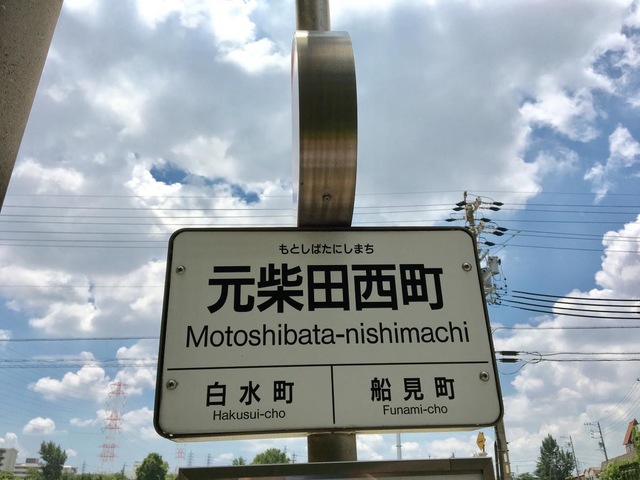 もとしばたにしまち
元柴田西町
Motoshibata-nishimachi
白水町
Hakusui-cho
船見町
Funami-cho